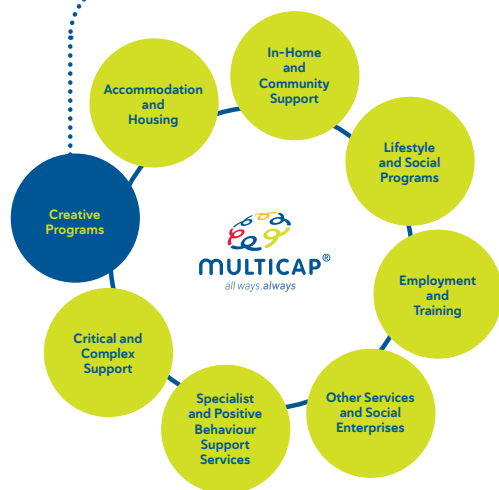 In-Home
and
Community
Support
Accommodation
and
Housing
Lifestyle
and Social
Programs
Creative
Programs
MULTICAP®
all ways.always
Employment
and
Training
Critical and
Complex
Support
Specialist
and Positive
Behaviour
Support
Services
Other Services
and Social
Enterprises